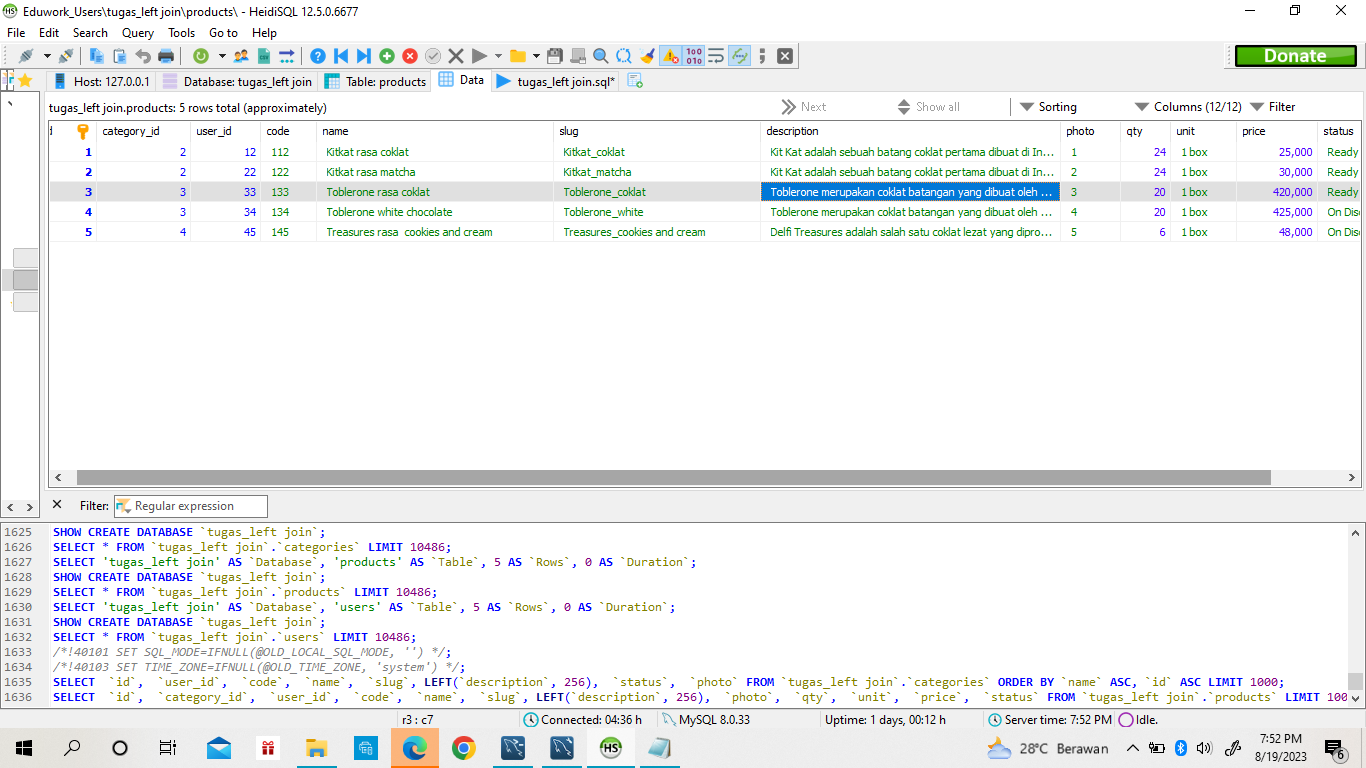 Eduwork_Users\tugas_left join\products\ - HeidiSQL 12.5.0.6677
File Edit Search Query Tools Go to Help
Donate
Host: 127.0.0.1 Database: tugas_left join Table: products Data tugas_left join.sql*
tugas_left join.products: 5 rows total (approximately) Next Show all Sorting Columns (12/12) Filter
category_id user_id code name slug description photo qty unit price status
1 2 12 112 Kitkat rasa coklat Kitkat_coklat Kit Kat adalah sebuah batang coklat pertama dibuat di In... 1 24 1 box 25,000 Ready
2 2 22 122 Kitkat rasa matcha Kitkat_matcha Kit Kat adalah sebuah batang coklat pertama dibuat di In... 2 24 1 box 30,000 Ready
3 3 33 133 Toblerone rasa coklat Toblerone_coklat Toblerone merupakan coklat batangan yang dibuat oleh ... 3 20 1 box 420,000 Ready
4 3 34 134 Toblerone white chocolate Toblerone_white Toblerone merupakan coklat batangan yang dibuat oleh ... 4 20 1 box 425,000 On Dis
5 4 45 145 Treasures rasa cookies and cream Treasures_cookies and cream Delfi Treasures adalah salah satu coklat lezat yang dipro... 5 6 1 box 48,000 On Dis
Filter: Regular expression
1625 SHOW CREATE DATABASE `tugas_left join`;
1626 SELECT * FROM `tugas_left join`.`categories` LIMIT 10486;
1627 SELECT 'tugas_left join' AS `Database`, 'products' AS `Table`, 5 AS `Rows`, 0 AS `Duration`;
1628 SHOW CREATE DATABASE `tugas_left join`;
1629 SELECT * FROM `tugas_left join`.`products` LIMIT 10486;
1630 SELECT 'tugas_left join' AS `Database`, 'users' AS `Table`, 5 AS `Rows`, 0 AS `Duration`;
1631 SHOW CREATE DATABASE `tugas_left join`;
1632 SELECT * FROM `tugas_left join`.`users` LIMIT 10486;
1633 /*!40101 SET SQL_MODE=IFNULL(@OLD_LOCAL_SQL_MODE, '') */;
1634 /*!40103 SET TIME_ZONE=IFNULL(@OLD_TIME_ZONE, 'system') */;
1635 SELECT `id`, `user_id`, `code`, `name`, `slug`, LEFT(`description`, 256), `status`, `photo` FROM `tugas_left join`.`categories` ORDER BY `name` ASC, `id` ASC LIMIT 1000;
1636 SELECT `id`, `category_id`, `user_id`, `code`, `name`, `slug`, LEFT(`description`, 256), `photo`, `qty`, `unit`, `price`, `status` FROM `tugas_left join`.`products` LIMIT 100
r3 : c7 Connected: 04:36 h MySQL 8.0.33 Uptime: 1 days, 00:12 h Server time: 7:52 PM Idle.
28°C Berawan
7:52 PM
8/19/2023
6